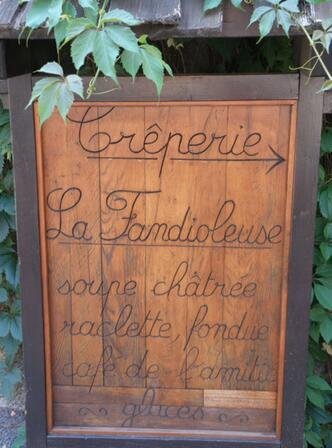 Crêperie
La Fandioleuse
soupe châtrée
raclette, fondue
café de l'amitié
glaces